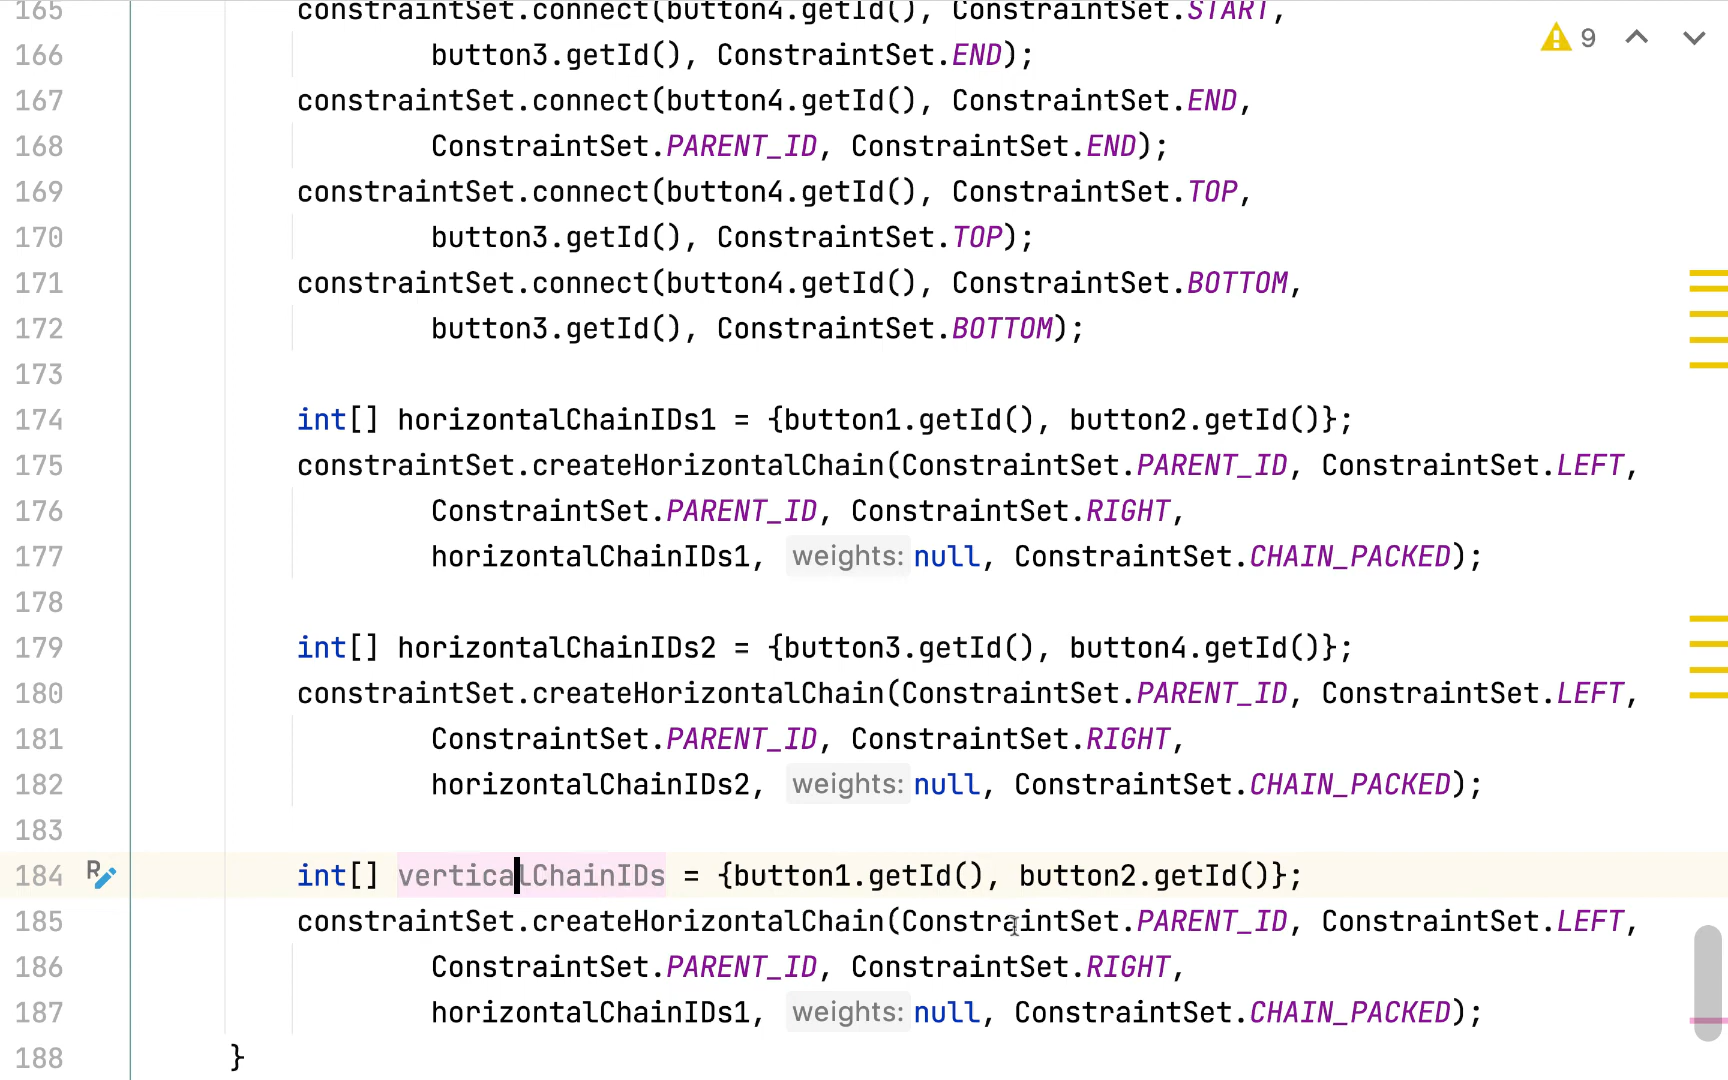 165 constraintSet.connect(button4.getId(), ConstraintSet.START,
9
166 button3.getId(), ConstraintSet.END);
167 constraintSet.connect(button4.getId(), ConstraintSet.END,
168 ConstraintSet.PARENT_ID, ConstraintSet.END);
169 constraintSet.connect(button4.getId(), ConstraintSet.TOP,
170 button3.getId(), ConstraintSet.TOP);
171 constraintSet.connect(button4.getId(), ConstraintSet.BOTTOM,
172 button3.getId(), ConstraintSet.BOTTOM);
173
174 int[] horizontalChainIDs1 = {button1.getId(), button2.getId()};
175 constraintSet.createHorizontalChain(ConstraintSet.PARENT_ID, ConstraintSet.LEFT,
176 ConstraintSet.PARENT_ID, ConstraintSet.RIGHT,
177 horizontalChainIDs1, weights: null, ConstraintSet.CHAIN_PACKED);
178
179 int[] horizontalChainIDs2 = {button3.getId(), button4.getId()};
180 constraintSet.createHorizontalChain(ConstraintSet.PARENT_ID, ConstraintSet.LEFT,
181 ConstraintSet.PARENT_ID, ConstraintSet.RIGHT,
182 horizontalChainIDs2, weights: null, ConstraintSet.CHAIN_PACKED);
183
184 R int[] verticalChainIDs = {button1.getId(), button2.getId()};
185 constraintSet.createHorizontalChain(ConstraintSet.PARENT_ID, ConstraintSet.LEFT,
186 ConstraintSet.PARENT_ID, ConstraintSet.RIGHT,
187 horizontalChainIDs1, weights: null, ConstraintSet.CHAIN_PACKED);
188 }